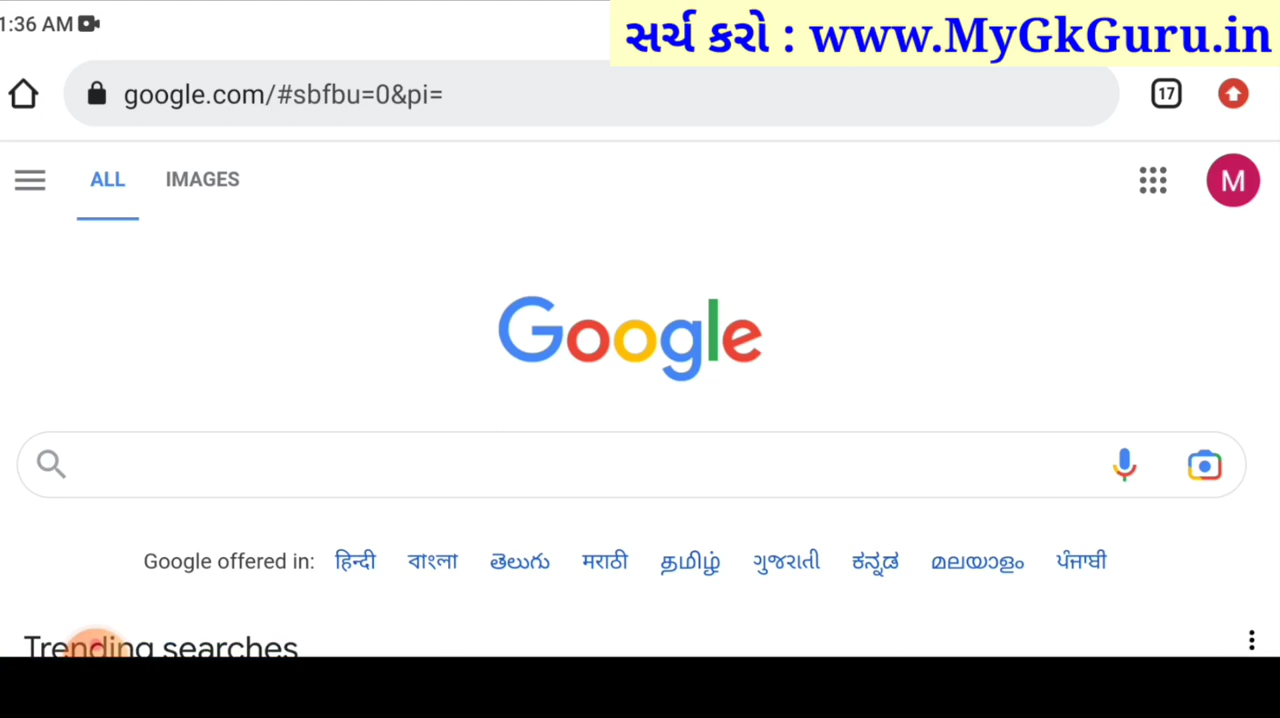 1:36 AM
સર્ચ કરો : www.MyGkGuru.in
google.com/#sbfbu=0&pi=
17
ALL IMAGES
M
Google
Google offered in: हिन्दी বাংলা తెలుగు मराठी தமிழ் ગુજરાતી ಕನ್ನಡ മലയാളം ਪੰਜਾਬੀ
Trending searches